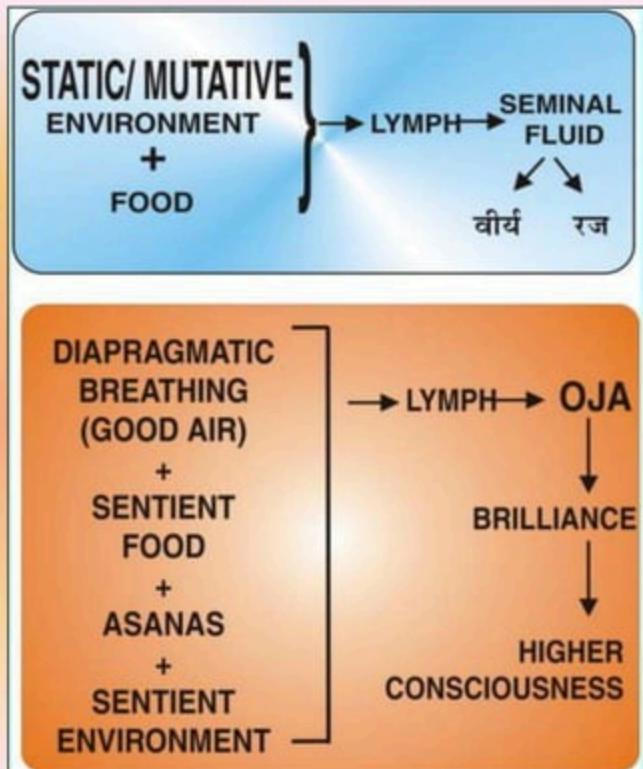 STATIC/ MUTATIVE
ENVIRONMENT
+
FOOD
LYMPH
SEMINAL
FLUID
वीर्य रज
DIAPRAGMATIC
BREATHING
(GOOD AIR)
+
SENTIENT
FOOD
+
ASANAS
+
SENTIENT
ENVIRONMENT
LYMPH
OJA
BRILLIANCE
HIGHER
CONSCIOUSNESS